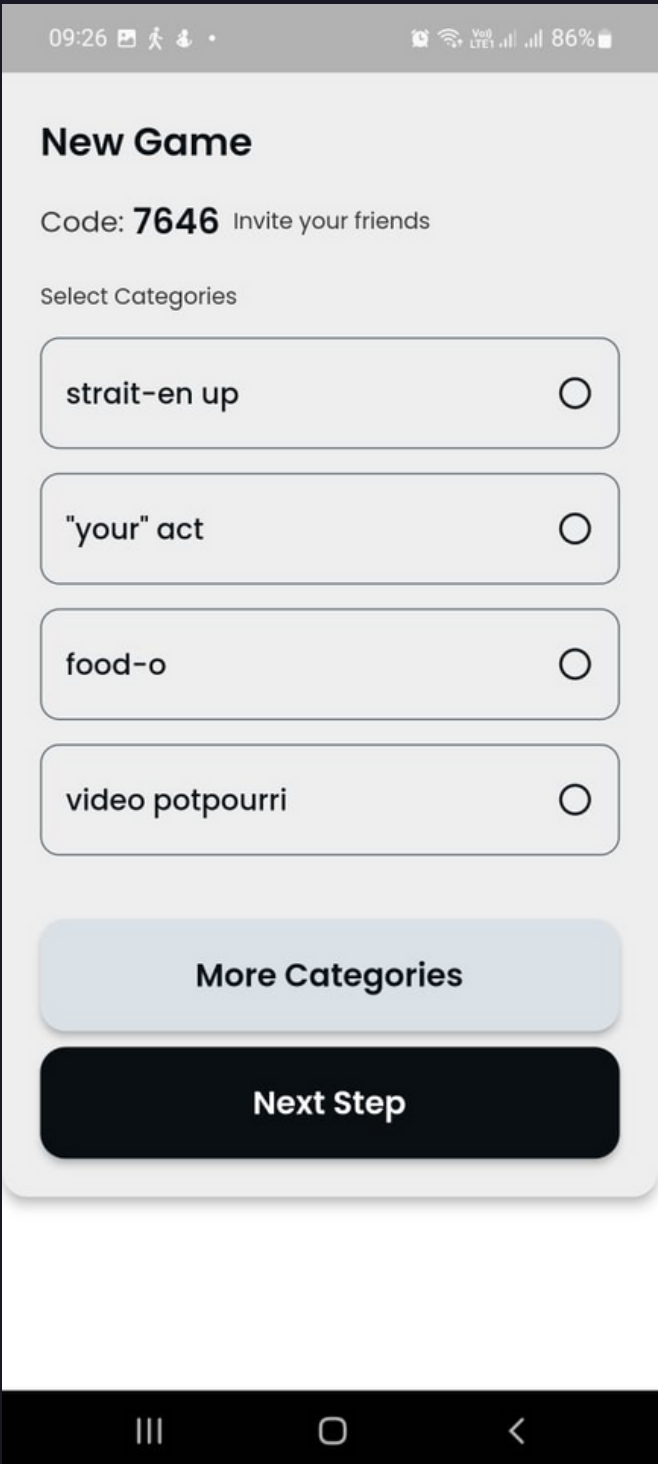 09:26 86%
New Game
Code: 7646 Invite your friends
Select Categories
strait-en up
"your" act
food-o
video potpourri
More Categories
Next Step